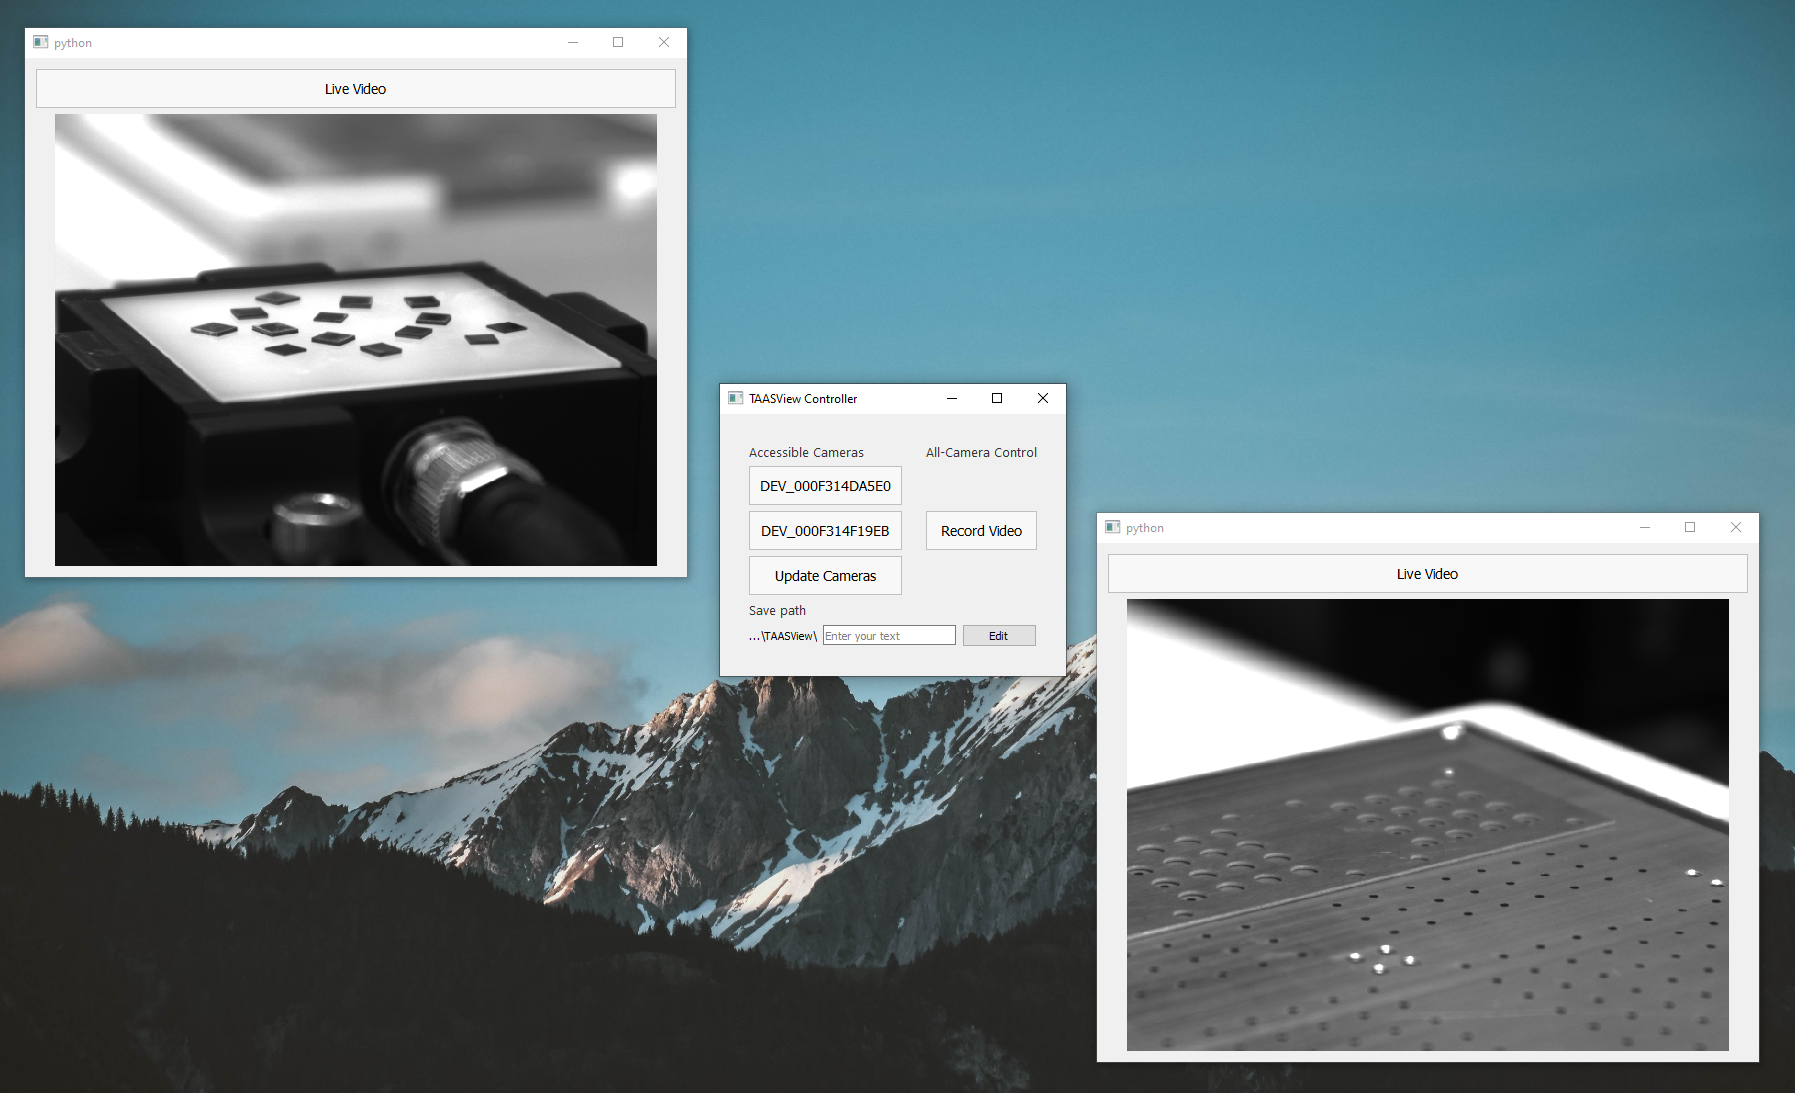 python
Live Video
TAASView Controller
Accessible Cameras
All-Camera Control
DEV_000F314DA5E0
DEV_000F314F19EB
Record Video
Update Cameras
Save path
...\TAASView\
Enter your text
Edit
python
Live Video